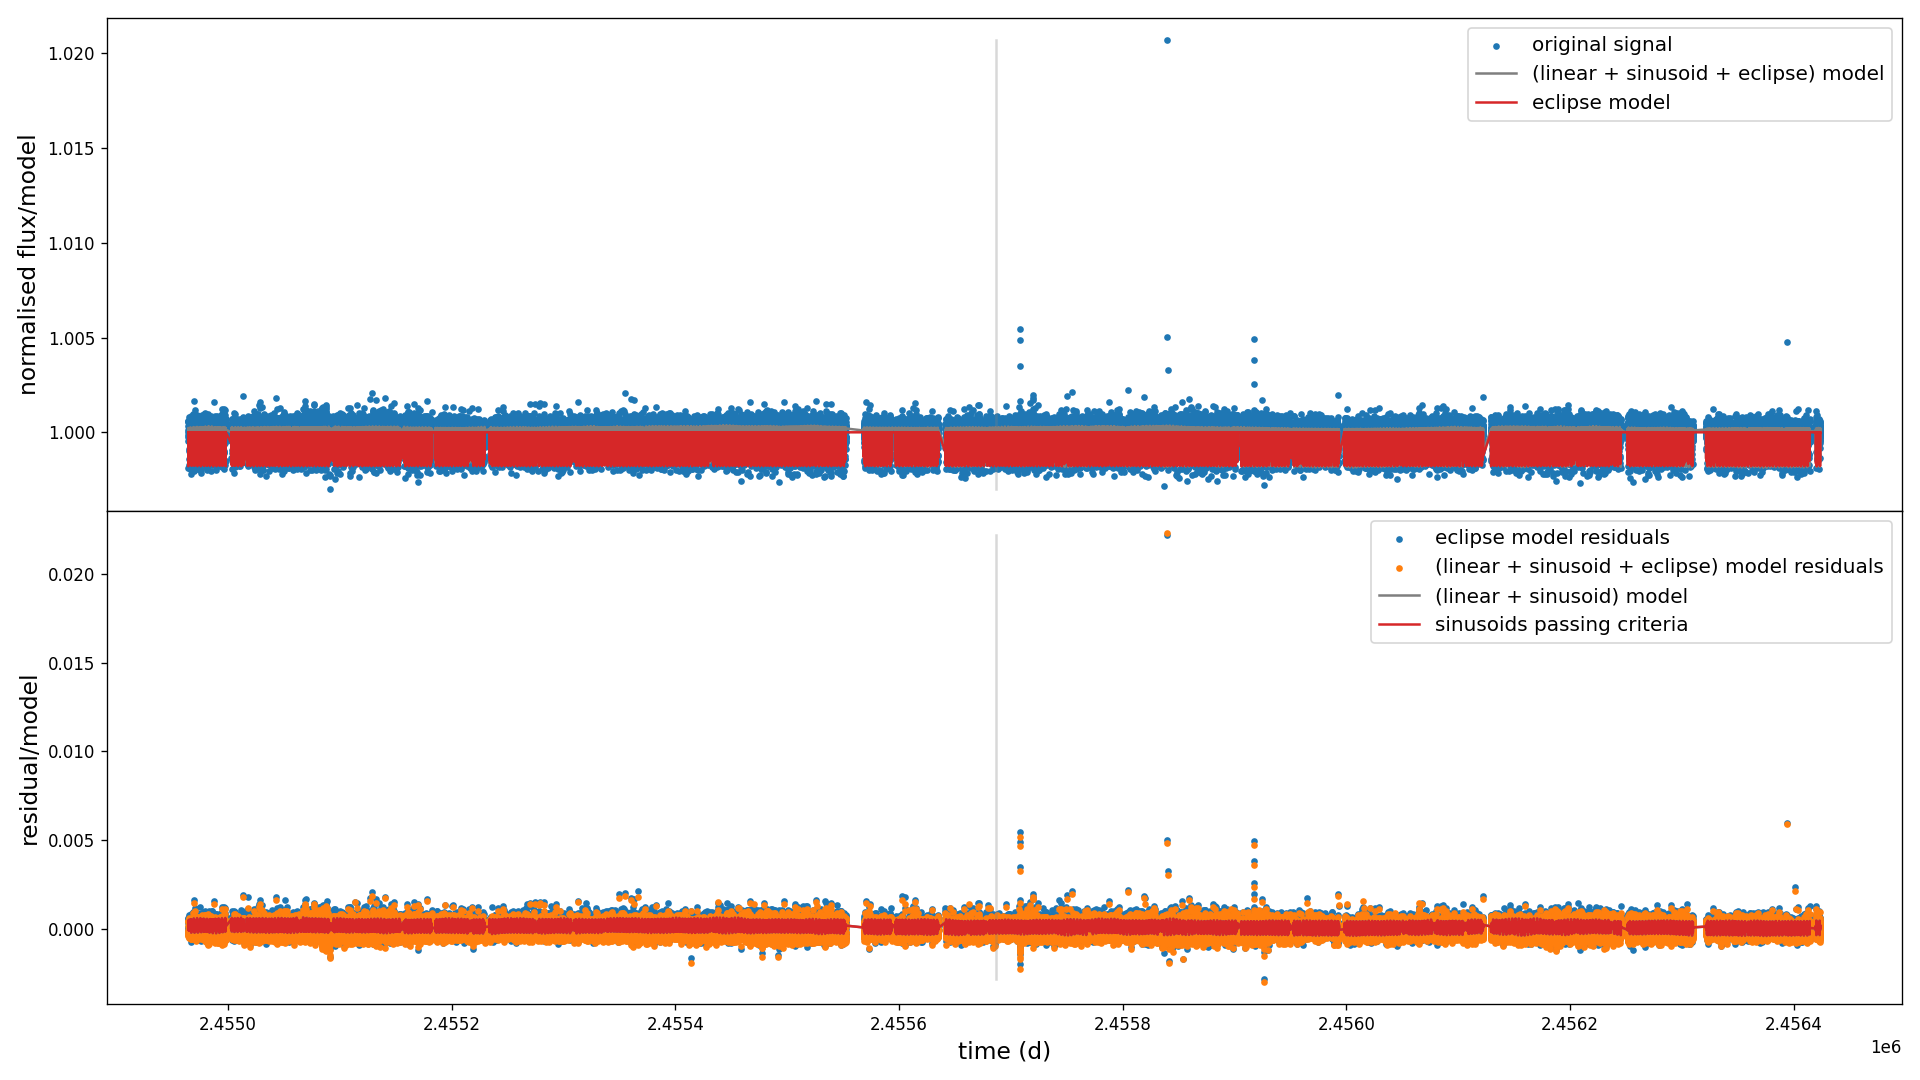 1.020
1.015
1.010
1.005
1.000
normalised flux/model
original signal
(linear + sinusoid + eclipse) model
eclipse model
0.020
0.015
0.010
0.005
0.000
residual/model
eclipse model residuals
(linear + sinusoid + eclipse) model residuals
(linear + sinusoid) model
sinusoids passing criteria
2.4550 2.4552 2.4554 2.4556 2.4558 2.4560 2.4562 2.4564
time (d)
1e6